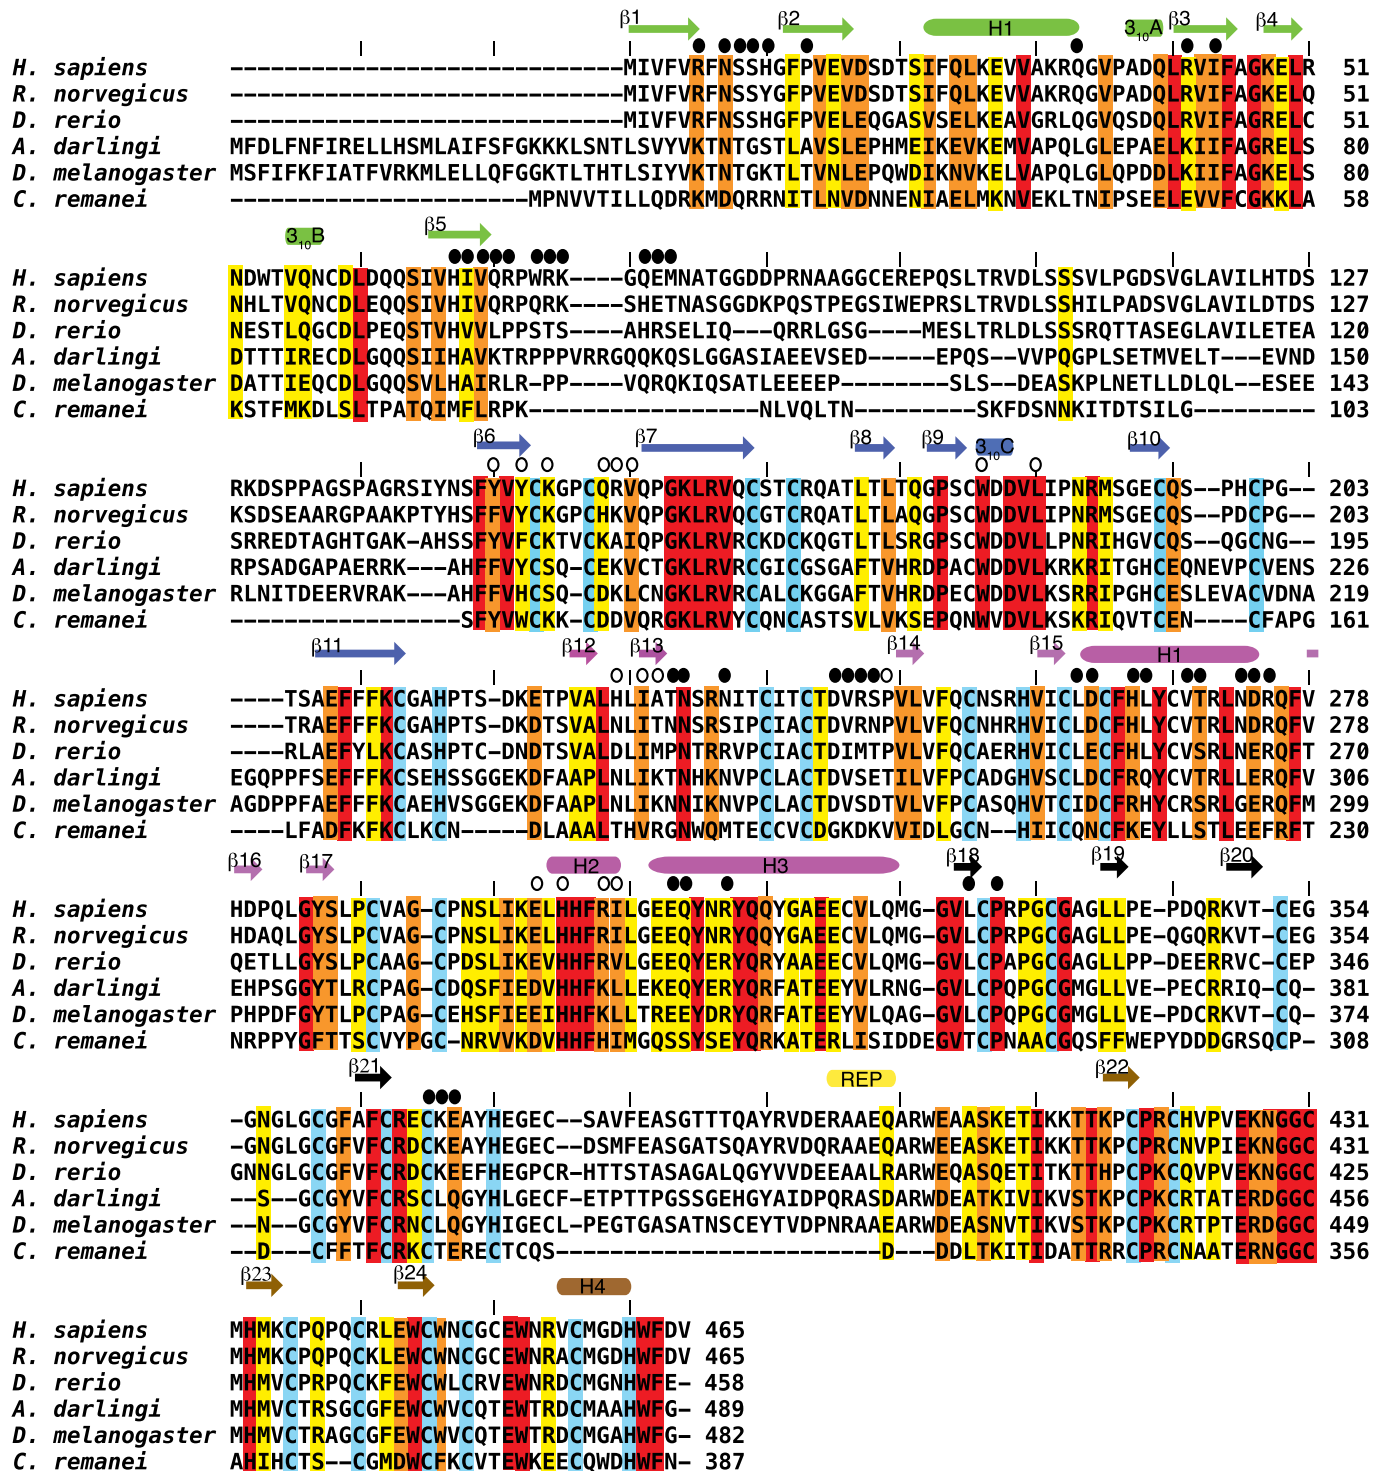 β1 β2 H1 3₁₀A β3 β4
H. sapiens -----------------------------MIVFVRFNSSHGFPVEVDSDTSIFQLKEVVAKRQGVPADQLRVIFAGKELR 51
R. norvegicus -----------------------------MIVFVRFNSSYGFPVEVDSDTSIFQLKEVVAKRQGVPADQLRVIFAGKELQ 51
D. rerio -----------------------------MIVFVRFNSSHGFPVELEQGASVSELKEAVGRLQGVQSDQLRVIFAGKELC 51
A. darlingi MFDLFNFIRELLHSMLAIFSFGKKKLSNTLSVYVKTNTGSTLAVSLEPHMEIKEVKEMVAPQLGLEPAELKIIFAGRELS 80
D. melanogaster MSFIFKFIATFVRKMLELLQFGGKTLTHTLSIYVKTNTGKTLTVNLEPQWDIKNVKELVAPQLGLQPDDLKIIFAGKELS 80
C. remanei ----------------------MPNVVTILLQDRKMDQRRNITLNVDNNENIAELMKNVEKLTNIPSEELEVVFCGKKLA 58
3₁₀B β5
H. sapiens NDWTVQNCDLDQQSIVHIVQRPWRK----GQEMNATGGDDPRNAAGGCEREPQSLTRVDLSSSVLPGDSVGLAVILHTDS 127
R. norvegicus NHLTVQNCDLEQQSIVHIVQRPQRK----SHETNASGGDKPQSTPEGSIWEPRSLTRVDLSSHILPADSVGLAVILDTDS 127
D. rerio NESTLQGCDLPEQSTVHVVLPPSTS----AHRSELIQ---QRRLGSG----MESLTRLDLSSSRQTTASEGLAVILETEA 120
A. darlingi DTTTIRECDLGQQSIIHAVKTRPPPVRRGQQKQSLGGASIAEEVSED-----EPQS--VVPQGPLSETMVELT---EVND 150
D. melanogaster DATTIEQCDLGQQSVLHAIRLR-PP----VQRQKIQSATLEEEEP--------SLS--DEASKPLNETLLDLQL--ESEE 143
C. remanei KSTFMKDLSLTPATQIMFLRPK-----------------NLVQLTN---------SKFDSNNKITDTSILG--------- 103
β6 β7 β8 β9 3₁₀C β10
H. sapiens RKDSPPAGSPAGRSIYNSFYVYCKGPCQRVQPGKLRVQCSTCRQATLTLTQGPSCWDDVLIPNRMSGECQS--PHCPG-- 203
R. norvegicus KSDSEAARGPAAKPTYHSFFVYCKGPCHKVQPGKLRVQCGTCRQATLTLAQGPSCWDDVLIPNRMSGECQS--PDCPG-- 203
D. rerio SRREDTAGHTGAK-AHSSFYVFCKTVCKAIQPGKLRVRCKDCKQGTLTLSRGPSCWDDVLLPNRIHGVCQS--QGCNG-- 195
A. darlingi RPSADGAPAERRK---AHFFVYCSQ-CEKVCTGKLRVRCGICGSGAFTVHRDPACWDDVLKRKRITGHCEQNEVPCVENS 226
D. melanogaster RLNITDEERVRAK---AHFFVHCSQ-CDKLCNGKLRVRCALCKGGAFTVHRDPECWDDVLKSRRIPGHCESLEVACVDNA 219
C. remanei -----------------SFYWCKK-CDDVQRGKLRVYCQNCASTSVLVKSEPQNWVDVLKSKRIQVTCEN----CFAPG 161
β11 β12 β13 β14 β15 H1
H. sapiens ----TSAEFFFKCGAHPTS-DKETPVALHLIATNSRNITCITCTDVRSPVLVFQCNSRHVICLDCFHLYCVTRLNDRQFV 278
R. norvegicus ----TRAEFFFKCGAHPTS-DKDTSVALNLITNNSRSIPCIACTDVRNPVLVFQCNHRHVICLDCFHLYCVTRLNDRQFV 278
D. rerio ----RLAEFYLKCASHPTC-DNDTSVALDLIMPNTRRVPCIACTDIMTPVLVFQCAERHVICLECFHLYCVSRLNERQFT 270
A. darlingi EGQPPFSEFFFKCSEHSSGGEKDFAAPLNLIKTNHKNVPCLACTDVSETILVFPCADGHVSCLDCFRQYCVTRLLERQFV 306
D. melanogaster AGDPPFAEFFFKCAEHVSGGEKDFAAPLNLIKNNIKNVPCLACTDVSDTVLVFPCASQHVTCIDCFRHYCRSRLGERQFM 299
C. remanei ----LFADFKFKCLKCN-----DLAAALTHVRGNWQMTECCVCDGKDKVVIDLGCN--HIICQNCFKEYLLSTLEEFRFT 230
β16 β17 H2 H3 β18 β19 β20
H. sapiens HDPQLGYSLPCVAG-CPNSLIKELHHFRILGEEQYNRYQQYGAEECVLQMG-GVLCPRPGCGAGLLPE-PDQRKVT-CEG 354
R. norvegicus HDAQLGYSLPCVAG-CPNSLIKELHHFRILGEEQYNRYQQYGAEECVLQMG-GVLCPRPGCGAGLLPE-QGQRKVT-CEG 354
D. rerio QETLLGYSLPCAAG-CPDSLIKEVHHFRVLGEEQYERYQRYAAEECVLQMG-GVLCPAPGCGAGLLPP-DEERRVC-CEP 346
A. darlingi EHPSGGYTLRCPAG-CDQSFIEDVHHFKLLEKEQYERYQRFATEEYVLRNG-GVLCPQPGCGMGLLVE-PECRRIQ-CQ- 381
D. melanogaster PHPDFGYTLPCPAG-CEHSFIEEIHHFKLLTREEYDRYQRFATEEYVLQAG-GVLCPQPGCGMGLLVE-PDCRKVT-CQ- 374
C. remanei NRPPYGFTTSCVYPGC-NRVVKDVHHFHIMGQSSYSEYQRKATERLISIDDEGVTCPNAACGQSFFWEPYDDDGRSQCP- 308
β21 REP β22
H. sapiens -GNGLGCGFAFCRECKEAYHEGEC--SAVFEASGTTTQAYRVDERAAEQARWEAASKETIKKTTKPCPRCHVPVEKNGGC 431
R. norvegicus -GNGLGCGFVFCRDCKEAYHEGEC--DSMFEASGATSQAYRVDQRAAEQARWEAASKETIKKTTKPCPRCNVPIEKNGGC 431
D. rerio GNNGLGCGFVFCRDCKEEFHEGPCR-HTTSTASAGALQGYVVDEEAALRARWEQASQETITKTTHPCPKCQVPVEKNGGC 425
A. darlingi --S--GCGYVFCRSCLQGYHLGECF-ETPTTPGSSGEHGYAIDPQRASDARWDEATKIVIKVSTKPCPKCRTATERDGGC 456
D. melanogaster --N--GCGYVFCRNCLQGYHIGECL-PEGTGASATNSCEYTVDPNRAAEARWDEASNVTIKVSTKPCPKCRTPTERDGGC 449
C. remanei --D---CFFTFCRKCTERECTCQS------------------------D---DDLTKITIDATTRRCPRCNAATERNGGC 356
β23 β24 H4
H. sapiens MHMKCPQPQCRLEWCWNCGCEWNRVCMGDHWFDV 465
R. norvegicus MHMKCPQPQCKLEWCWNCGCEWNRACMGDHWFDV 465
D. rerio MHMVCPRPQCKFEWCWLCRVEWNRDCMGNHWFE- 458
A. darlingi MHMVCTRSGCGFEWCWVCQTEWNRDCMAAHWFG- 489
D. melanogaster MHMVCTRAGCGFEWCWVCQTEWTRDCMGAHWFG- 482
C. remanei AHIHCTS--CGMDWCFKCVTEWKEECQWDHWFN- 387